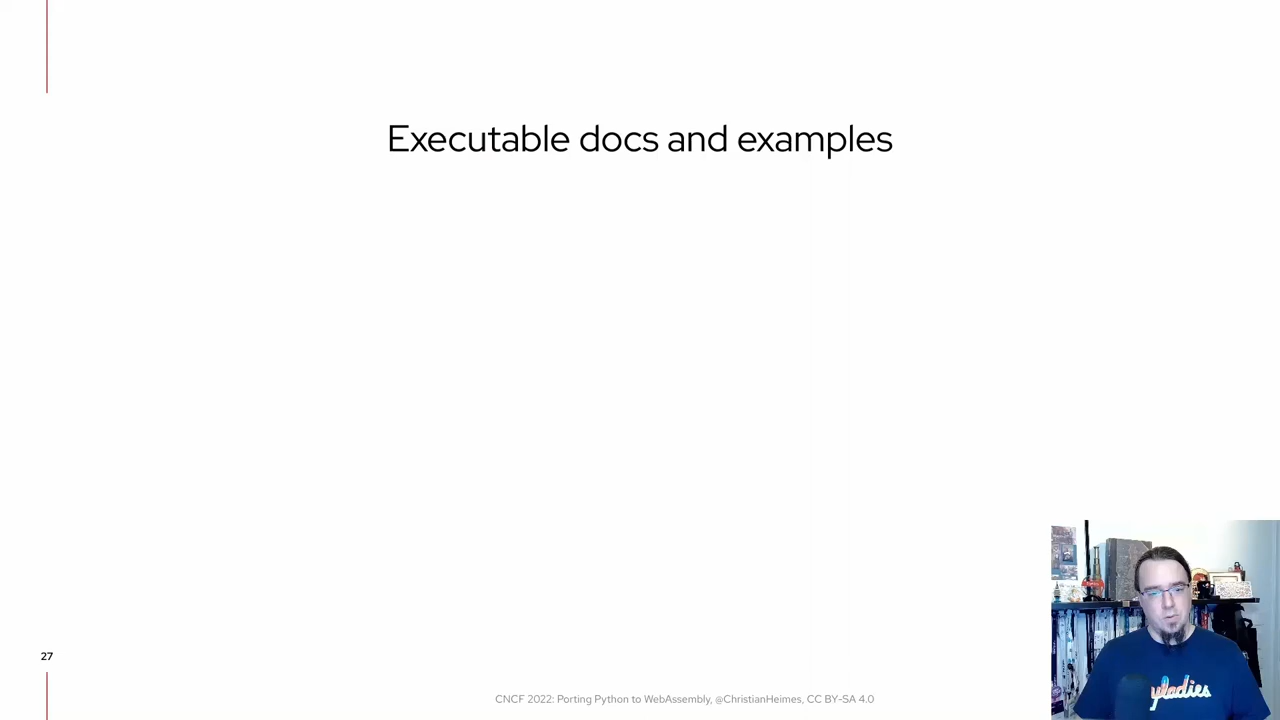 Executable docs and examples
27
CNCF 2022: Porting Python to WebAssembly, @ChristianHeimes, CC BY-SA 4.0